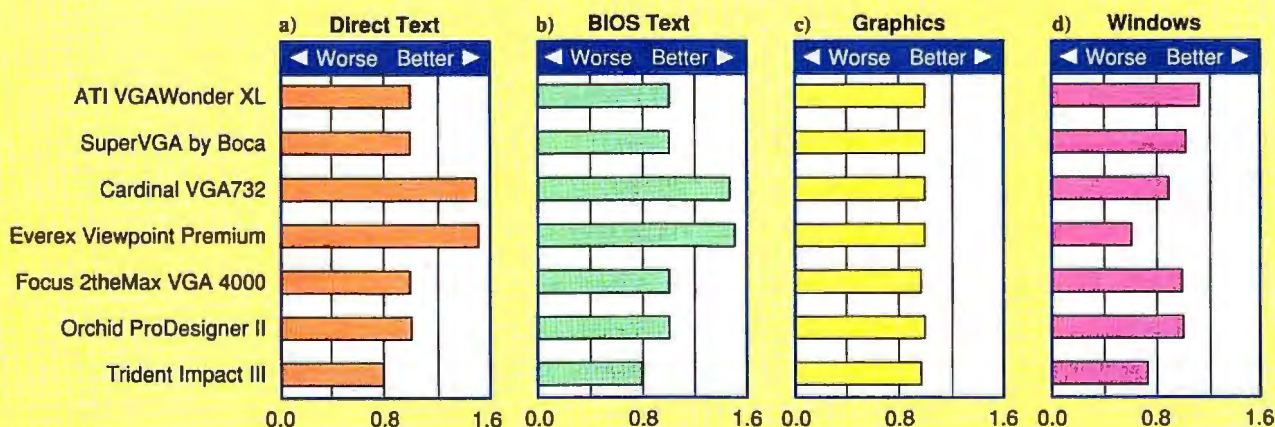 a) Direct Text b) BIOS Text c) Graphics d) Windows
◀ Worse Better ▶ ◀ Worse Better ▶ ◀ Worse Better ▶ ◀ Worse Better ▶
ATI VGAWonder XL
SuperVGA by Boca
Cardinal VGA732
Everex Viewpoint Premium
Focus 2theMax VGA 4000
Orchid ProDesigner II
Trident Impact III
0.0 0.8 1.6 0.0 0.8 1.6 0.0 0.8 1.6 0.0 0.8 1.6